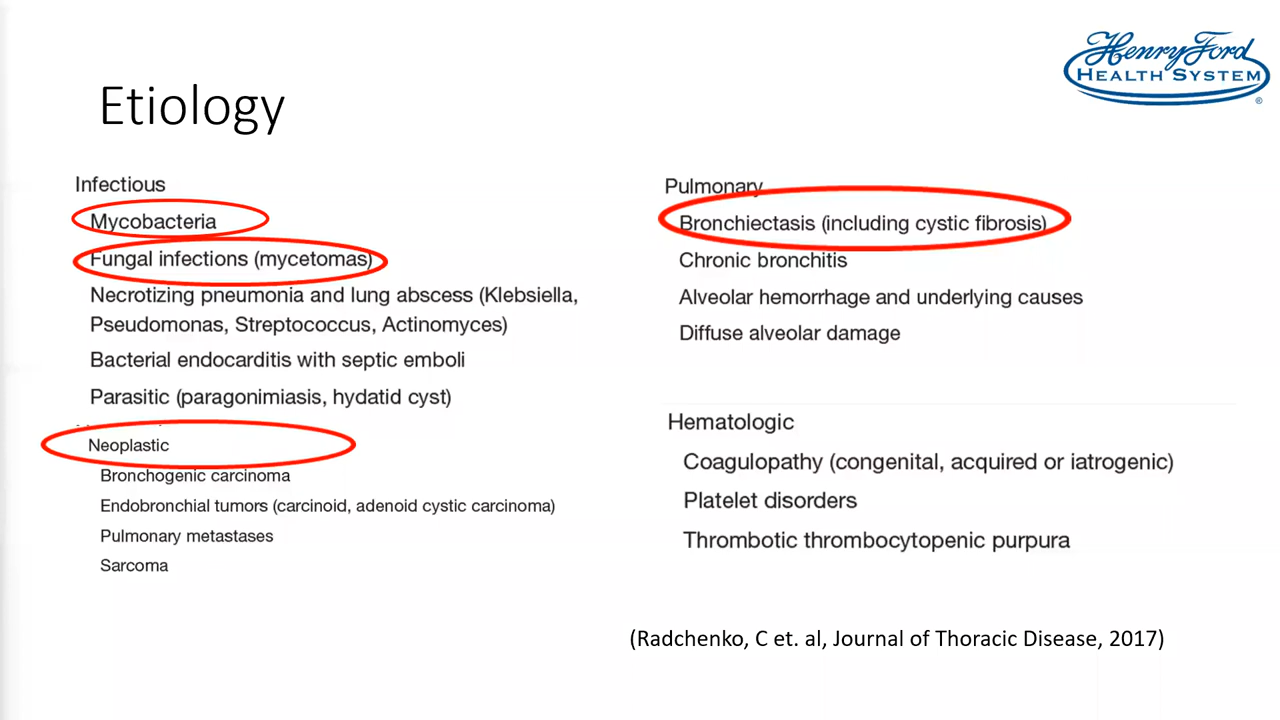 Henry Ford
HEALTH SYSTEM
®
Etiology
Infectious
Mycobacteria
Fungal infections (mycetomas)
Necrotizing pneumonia and lung abscess (Klebsiella,
Pseudomonas, Streptococcus, Actinomyces)
Bacterial endocarditis with septic emboli
Parasitic (paragonimiasis, hydatid cyst)
Neoplastic
Bronchogenic carcinoma
Endobronchial tumors (carcinoid, adenoid cystic carcinoma)
Pulmonary metastases
Sarcoma
Pulmonary
Bronchiectasis (including cystic fibrosis)
Chronic bronchitis
Alveolar hemorrhage and underlying causes
Diffuse alveolar damage
Hematologic
Coagulopathy (congenital, acquired or iatrogenic)
Platelet disorders
Thrombotic thrombocytopenic purpura
(Radchenko, C et. al, Journal of Thoracic Disease, 2017)